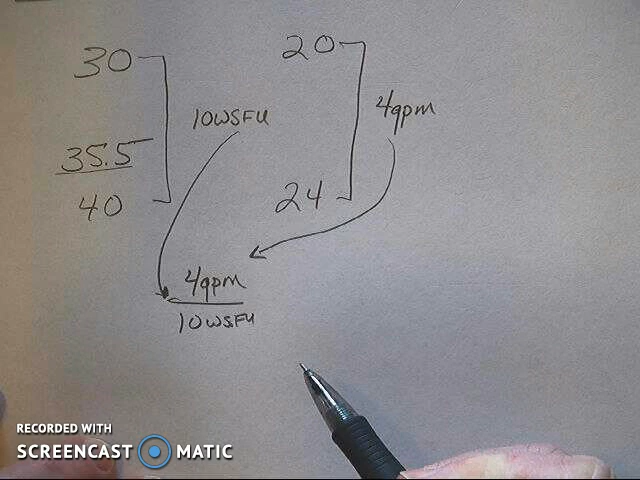 30
20
10WSFU
4gpm
35.5
40
24
4gpm
10WSFU
RECORDED WITH
SCREENCAST MATIC